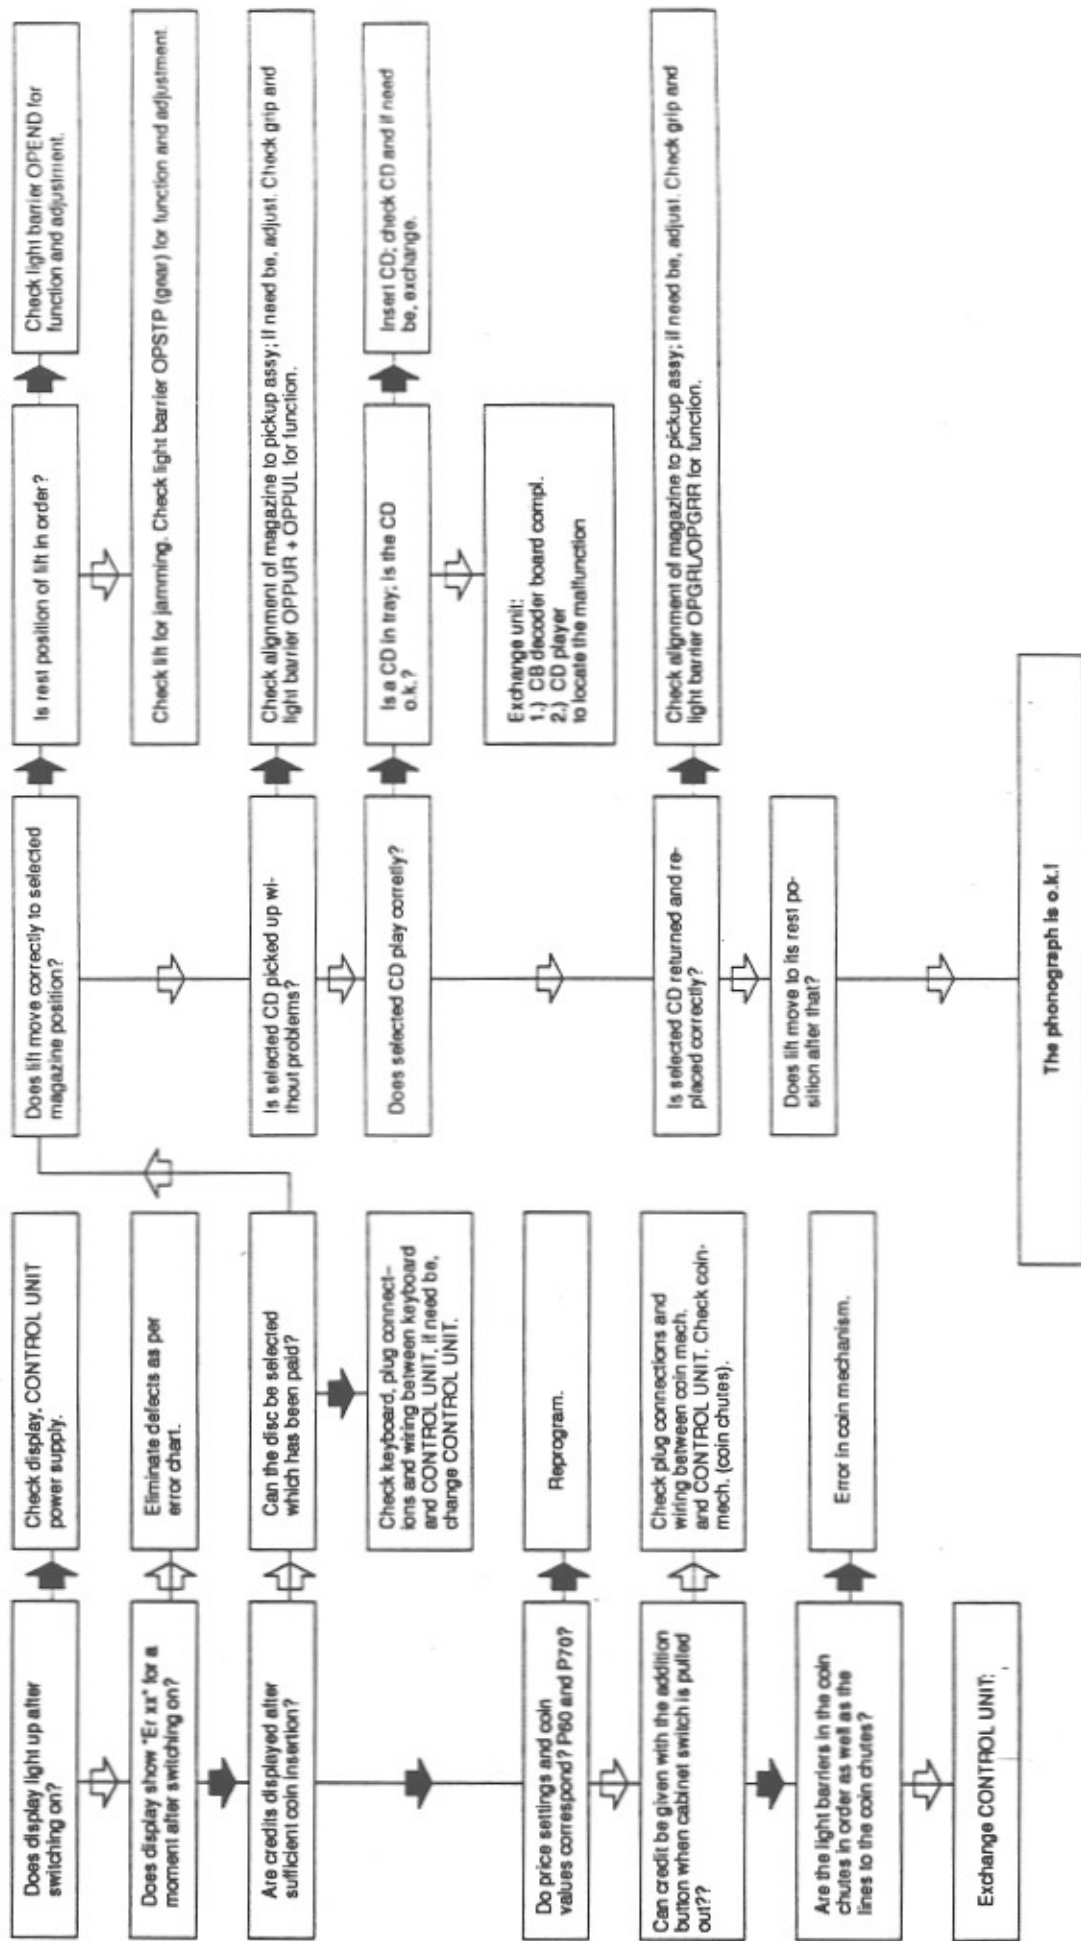 Does display light up after
switching on?
Check display, CONTROL UNIT
power supply.
Does display show "Er xx" for a
moment after switching on?
Eliminate defects as per
error chart.
Are credits displayed after
sufficient coin insertion?
Can the disc be selected
which has been paid?
Check keyboard, plug connect-
ions and wiring between keyboard
and CONTROL UNIT, if need be,
change CONTROL UNIT.
Do price settings and coin
values correspond? P60 and P70?
Reprogram.
Can credit be given with the addition
button when cabinet switch is pulled
out??
Check plug connections and
wiring between coin mech.
and CONTROL UNIT. Check coin-
mech. (coin chutes).
Are the light barriers in the coin
chutes in order as well as the
lines to the coin chutes?
Error in coin mechanism.
Exchange CONTROL UNIT;
Does lift move correctly to selected
magazine position?
Is rest position of lift in order?
Check light barrier OPEND for
function and adjustment.
Check lift for jamming. Check light barrier OPSTP (gear) for function and adjustment.
Is selected CD picked up wi-
thout problems?
Check alignment of magazine to pickup assy; if need be, adjust. Check grip and
light barrier OPPUR + OPPUL for function.
Does selected CD play corretly?
Is a CD in tray; is the CD
o.k.?
Insert CD; check CD and if need
be, exchange.
Exchange unit:
1.) CB decoder board compl.
2.) CD player
to locate the malfunction
Is selected CD returned and re-
placed correctly?
Check alignment of magazine to pickup assy; if need be, adjust. Check grip and
light barrier OPGRL/OPGRR for function.
Does lift move to its rest po-
sition after that?
The phonograph is o.k.!